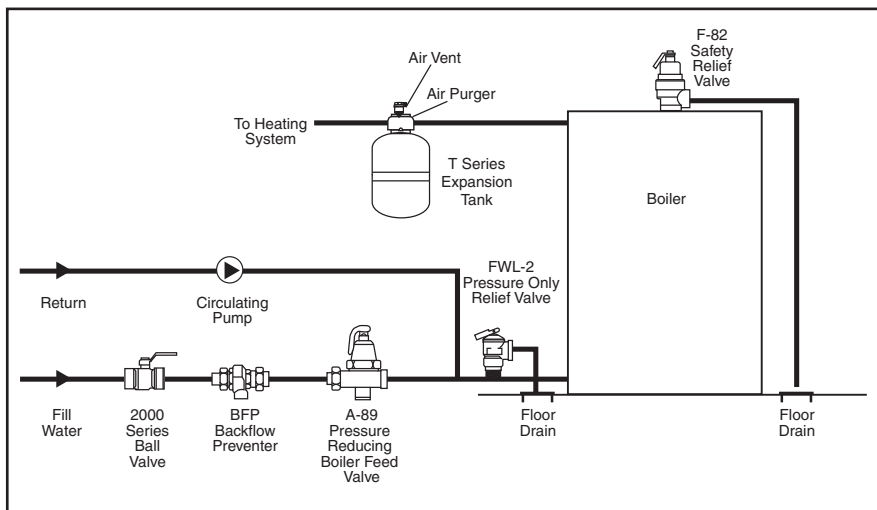 F-82
Safety
Relief
Valve
Air Vent
Air Purger
To Heating
System
T Series
Expansion
Tank
Boiler
FWL-2
Pressure Only
Relief Valve
Return
Circulating
Pump
Fill
Water
2000
Series
Ball
Valve
BFP
Backflow
Preventer
A-89
Pressure
Reducing
Boiler Feed
Valve
Floor
Drain
Floor
Drain